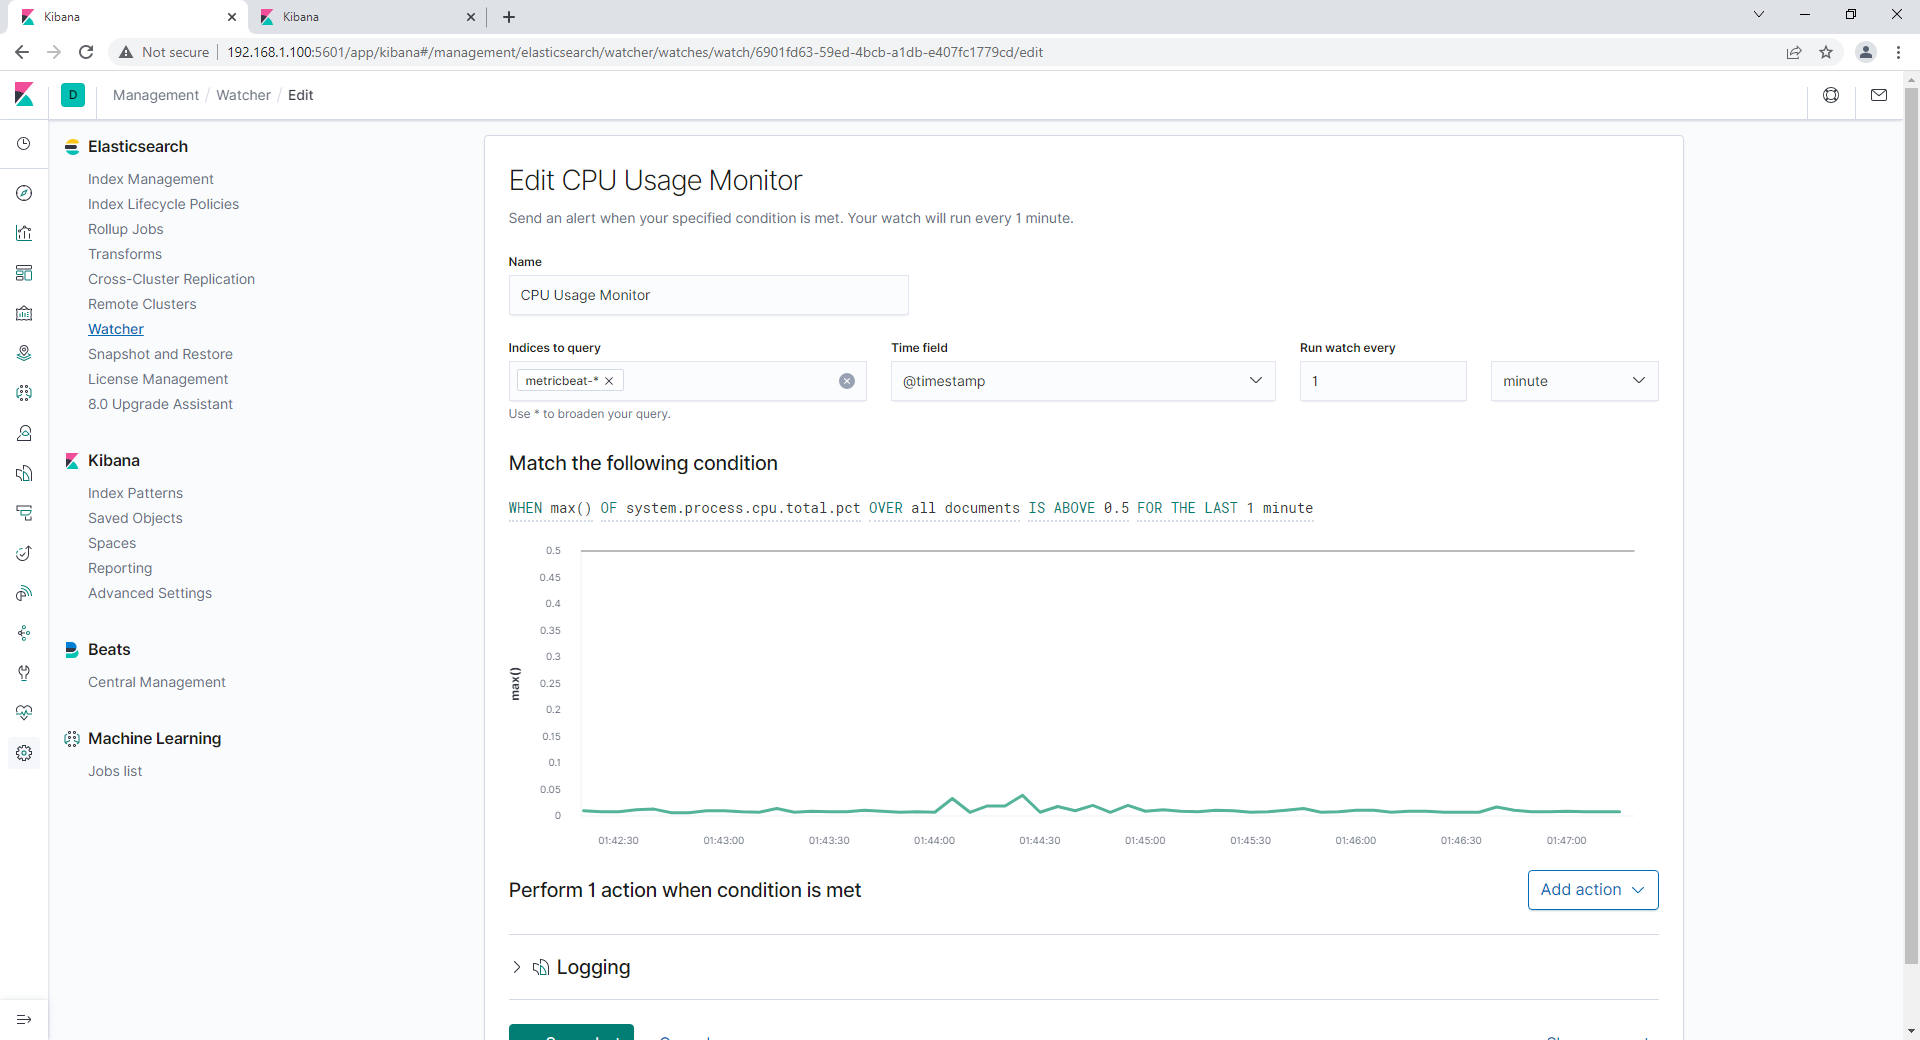 Kibana
Kibana
Not secure
192.168.1.100:5601/app/kibana#/management/elasticsearch/watcher/watches/watch/6901fd63-59ed-4bcb-a1db-e407fc1779cd/edit
D
Management / Watcher / Edit
Elasticsearch
Index Management
Index Lifecycle Policies
Rollup Jobs
Transforms
Cross-Cluster Replication
Remote Clusters
Watcher
Snapshot and Restore
License Management
8.0 Upgrade Assistant
Kibana
Index Patterns
Saved Objects
Spaces
Reporting
Advanced Settings
Beats
Central Management
Machine Learning
Jobs list
Edit CPU Usage Monitor
Send an alert when your specified condition is met. Your watch will run every 1 minute.
Name
CPU Usage Monitor
Indices to query
metricbeat-*
Use * to broaden your query.
Time field
@timestamp
Run watch every
1
minute
Match the following condition
WHEN max() OF system.process.cpu.total.pct OVER all documents IS ABOVE 0.5 FOR THE LAST 1 minute
max()
0.5
0.45
0.4
0.35
0.3
0.25
0.2
0.15
0.1
0.05
0
01:42:30
01:43:00
01:43:30
01:44:00
01:44:30
01:45:00
01:45:30
01:46:00
01:46:30
01:47:00
Perform 1 action when condition is met
Add action
Logging